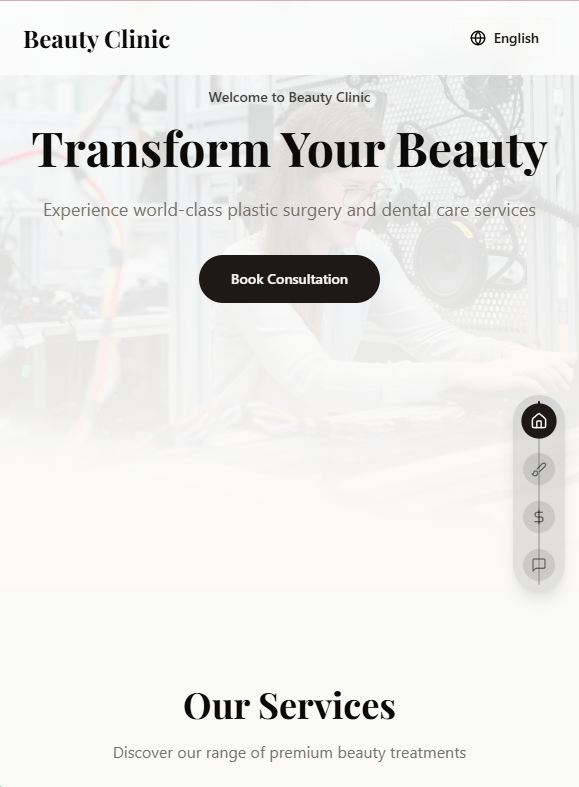 Beauty Clinic
English
Welcome to Beauty Clinic
Transform Your Beauty
Experience world-class plastic surgery and dental care services
Book Consultation
Our Services
Discover our range of premium beauty treatments